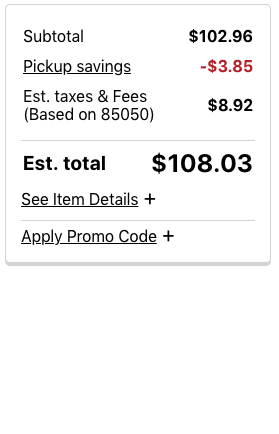 Subtotal $102.96
Pickup savings -$3.85
Est. taxes & Fees
(Based on 85050) $8.92
Est. total $108.03
See Item Details +
Apply Promo Code +